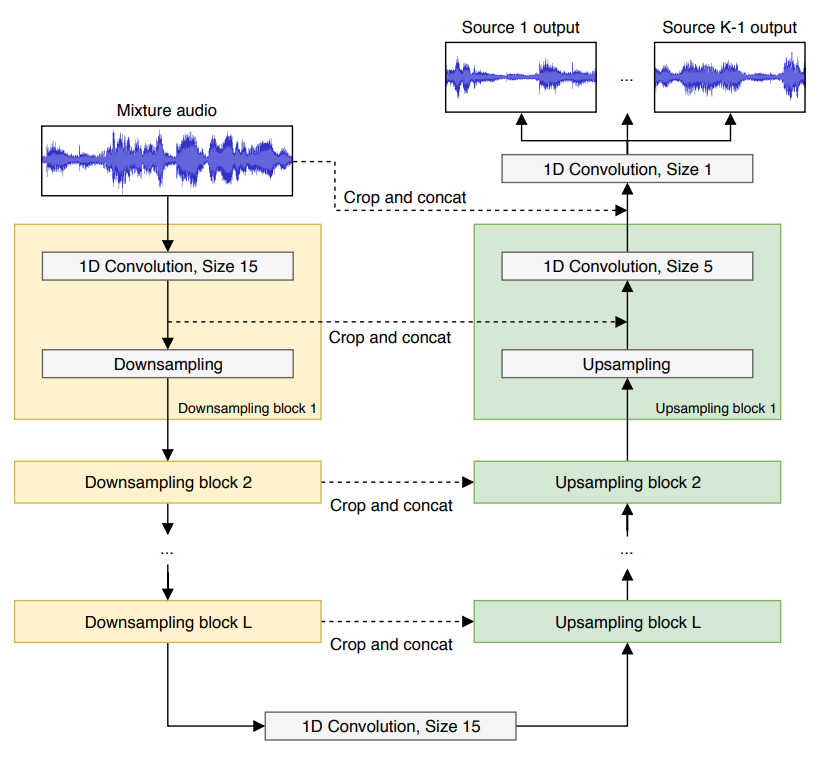 Source 1 output
Source K-1 output
...
Mixture audio
1D Convolution, Size 1
Crop and concat
1D Convolution, Size 15
1D Convolution, Size 5
Crop and concat
Downsampling
Upsampling
Downsampling block 1
Upsampling block 1
Downsampling block 2
Crop and concat
Upsampling block 2
...
...
Downsampling block L
Crop and concat
Upsampling block L
1D Convolution, Size 15